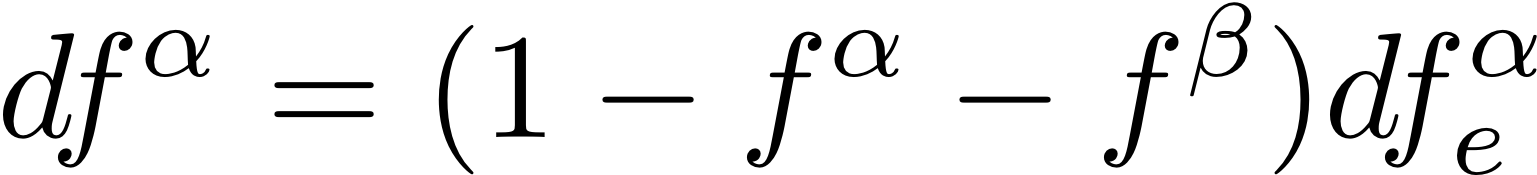 df^α = (1 − f^α − f^β) df_e^α